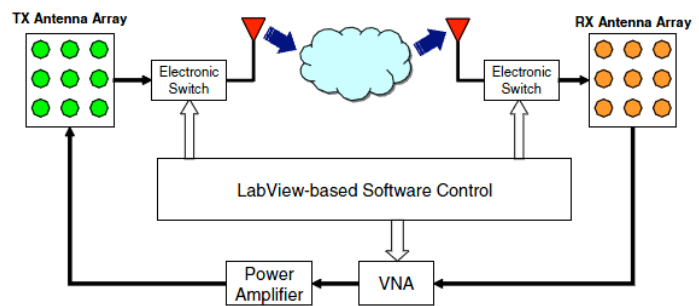 TX Antenna Array
RX Antenna Array
Electronic
Switch
Electronic
Switch
LabView-based Software Control
Power
Amplifier
VNA